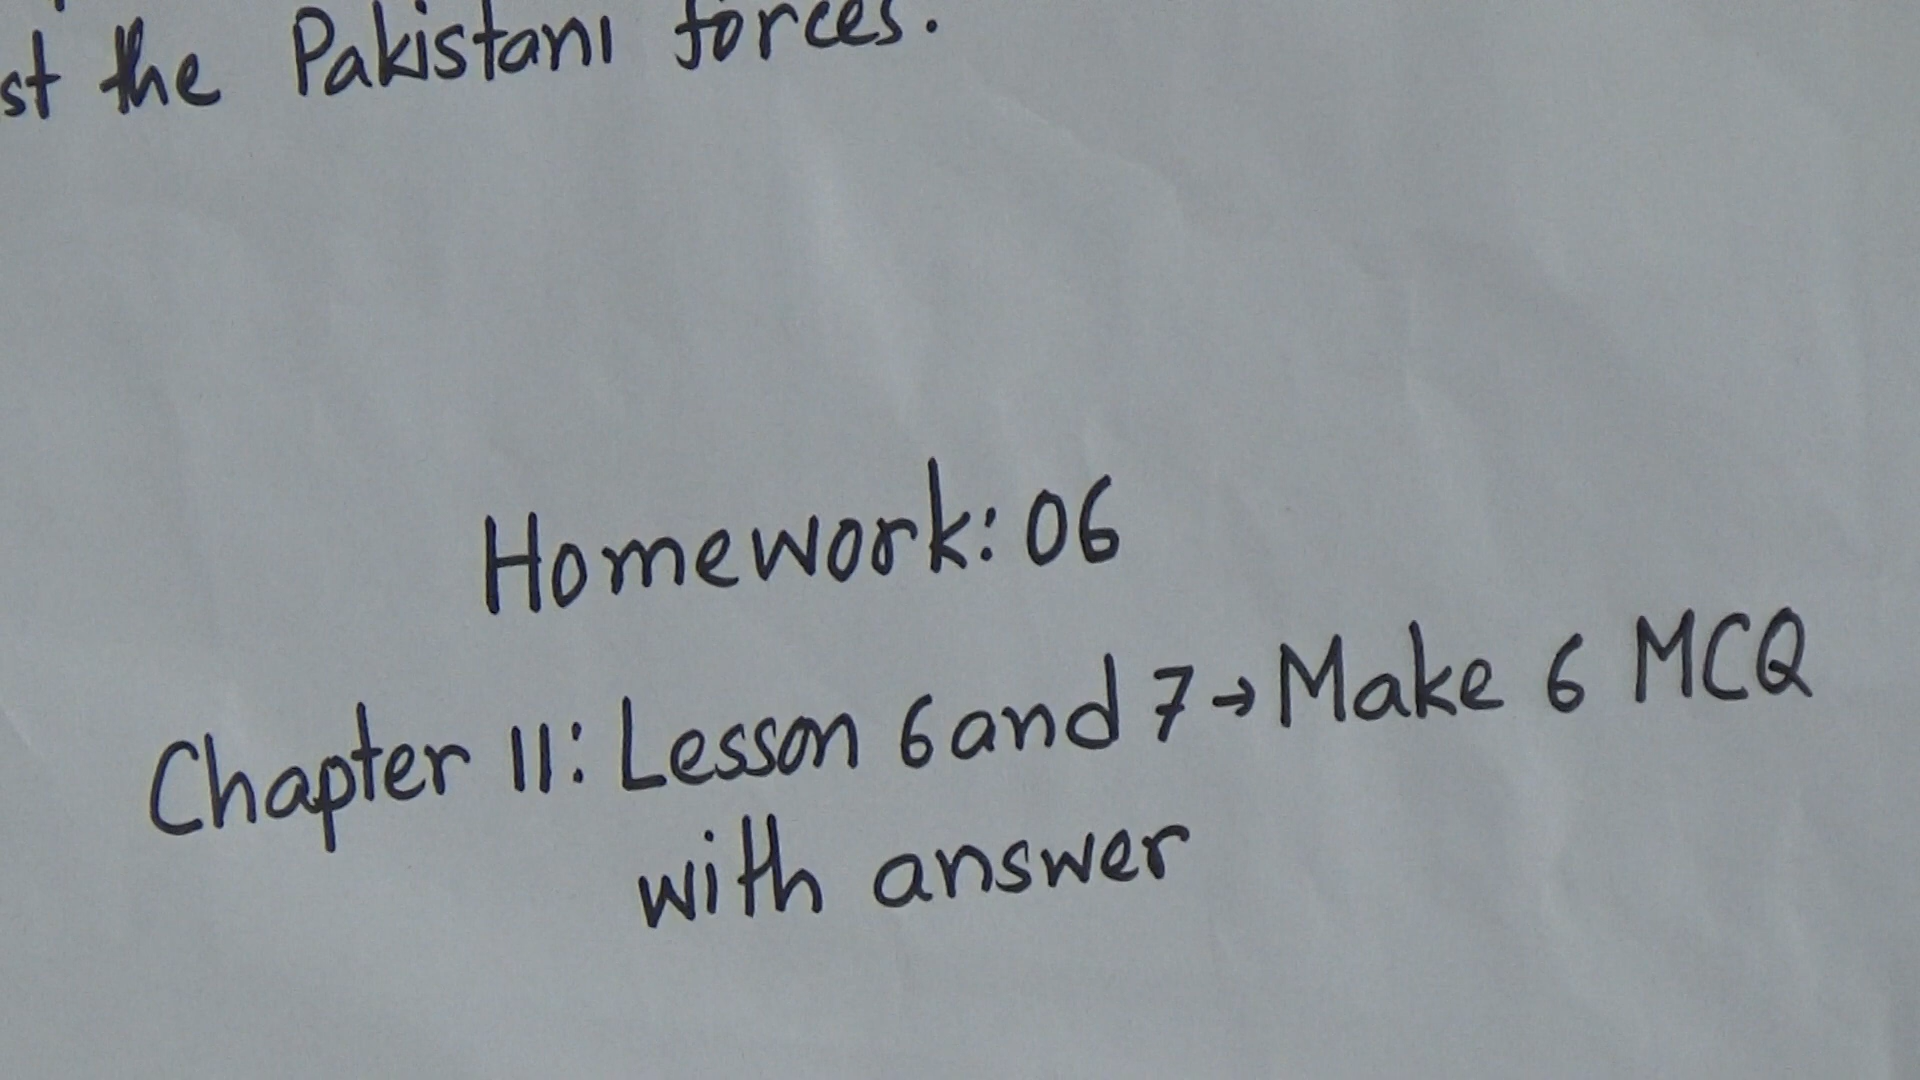 st the Pakistani forces.
Homework: 06
Chapter 11: Lesson 6 and 7 → Make 6 MCQ
with answer